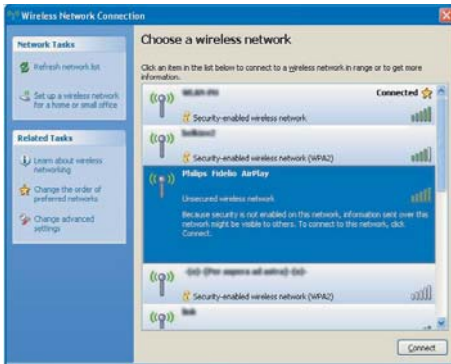 Wireless Network Connection
Network Tasks
Refresh network list
Set up a wireless network
for a home or small office
Related Tasks
Learn about wireless
networking
Change the order of
preferred networks
Change advanced
settings
Choose a wireless network
Click an item in the list below to connect to a wireless network in range or to get more
information.
Connected
Security-enabled wireless network
Security-enabled wireless network (WPA2)
Philips Fidelio AirPlay
Unsecured wireless network
Because security is not enabled on this network, information sent over this
network might be visible to others. To connect to this network, click
Connect.
Security-enabled wireless network (WPA2)
Connect